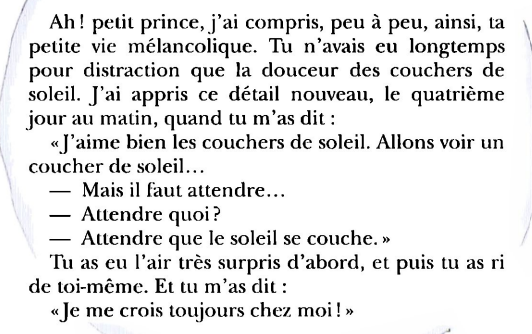 Ah ! petit prince, j'ai compris, peu à peu, ainsi, ta
petite vie mélancolique. Tu n'avais eu longtemps
pour distraction que la douceur des couchers de
soleil. J'ai appris ce détail nouveau, le quatrième
jour au matin, quand tu m'as dit :
«J'aime bien les couchers de soleil. Allons voir un
coucher de soleil...
— Mais il faut attendre...
— Attendre quoi ?
— Attendre que le soleil se couche. »
Tu as eu l'air très surpris d'abord, et puis tu as ri
de toi-même. Et tu m'as dit :
«Je me crois toujours chez moi ! »